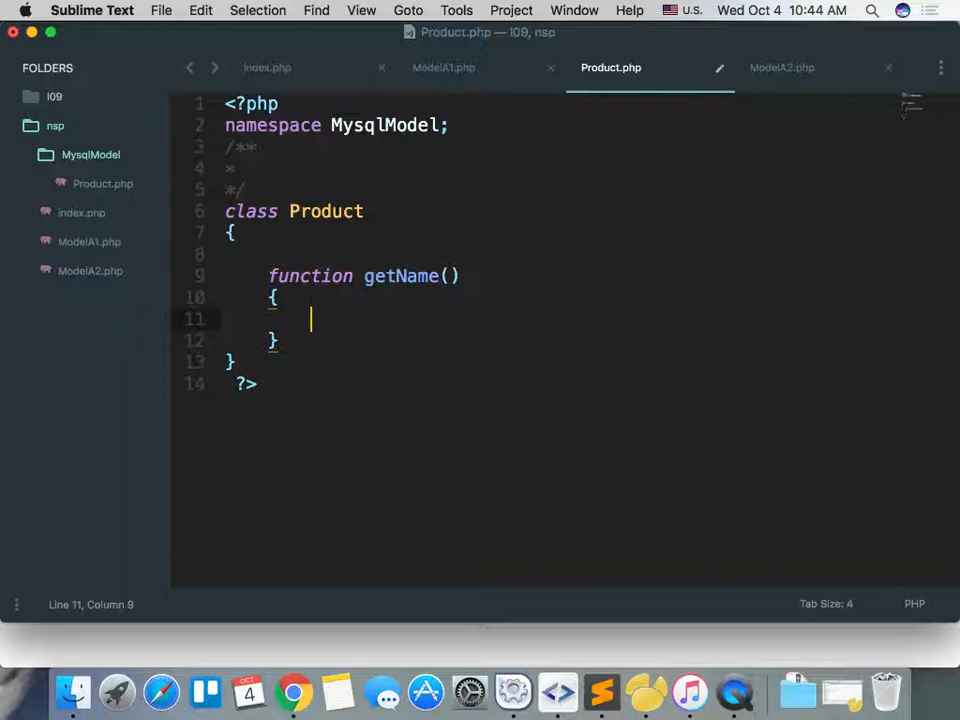 Sublime Text File Edit Selection Find View Goto Tools Project Window Help U.S. Wed Oct 4 10:44 AM
Product.php — l09, nsp
FOLDERS
l09
nsp
MysqlModel
Product.php
index.php
ModelA1.php
ModelA2.php
index.php × ModelA1.php × Product.php ModelA2.php ×
1 <?php
2 namespace MysqlModel;
3 /**
4 *
5 */
6 class Product
7 {
8
9 function getName()
10 {
11
12 }
13 }
14 ?>
Line 11, Column 9 Tab Size: 4 PHP
OCT
4